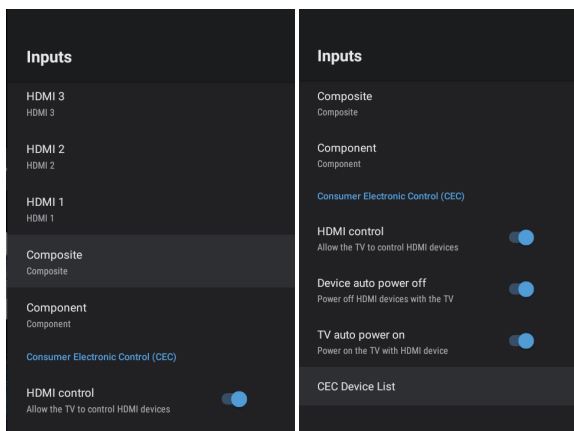 Inputs
HDMI 3
HDMI 3
HDMI 2
HDMI 2
HDMI 1
HDMI 1
Composite
Composite
Component
Component
Consumer Electronic Control (CEC)
HDMI control
Allow the TV to control HDMI devices
Inputs
Composite
Composite
Component
Component
Consumer Electronic Control (CEC)
HDMI control
Allow the TV to control HDMI devices
Device auto power off
Power off HDMI devices with the TV
TV auto power on
Power on the TV with HDMI device
CEC Device List